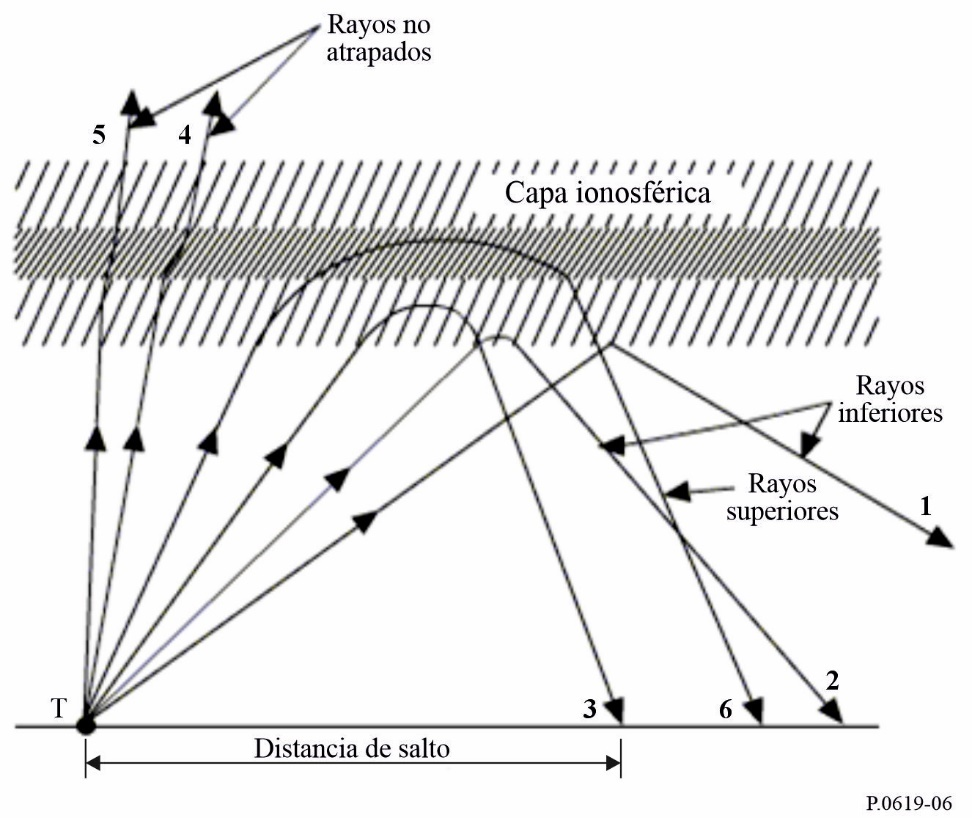 Rayos no
atrapados
5
4
Capa ionosférica
Rayos
inferiores
Rayos
superiores
1
2
T
3
6
Distancia de salto
P.0619-06